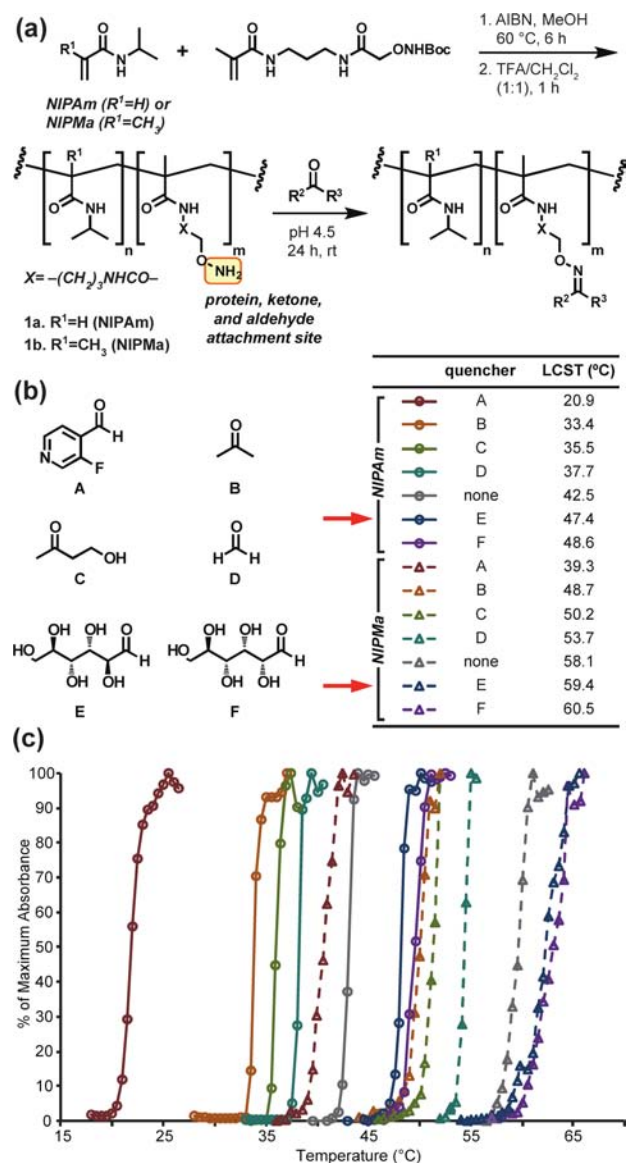 (a)
R¹ O N H + O N H H N O O NHBoc
1. AIBN, MeOH
60 °C, 6 h
2. TFA/CH₂Cl₂
(1:1), 1 h
NIPAm (R¹=H) or
NIPMa (R¹=CH₃)
R¹ O NH n O NH X m O NH₂
O R² R³
pH 4.5
24 h, rt
R¹ O NH n O NH X m O N R² R³
X= –(CH₂)₃NHCO–
1a. R¹=H (NIPAm)
1b. R¹=CH₃ (NIPMa)
protein, ketone,
and aldehyde
attachment site
(b)
O H N F
A
O
B
O OH
C
O H H
D
OH OH O HO H OH OH
E
OH OH O HO H OH OH
F
quencher LCST (ºC)
NIPAm
A 20.9
B 33.4
C 35.5
D 37.7
none 42.5
E 47.4
F 48.6
NIPMa
A 39.3
B 48.7
C 50.2
D 53.7
none 58.1
E 59.4
F 60.5
(c)
% of Maximum Absorbance
100
90
80
70
60
50
40
30
20
10
0
15 25 35 45 55 65
Temperature (°C)